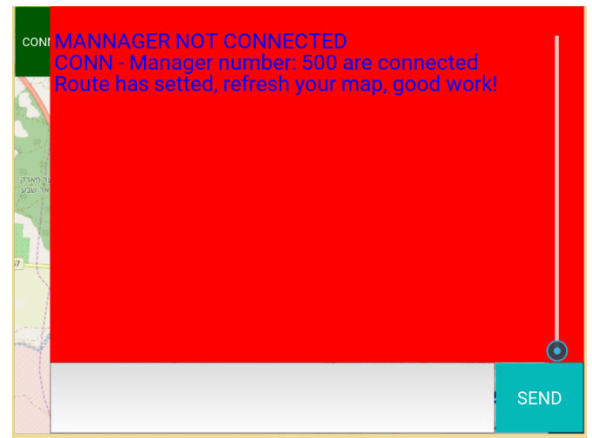 CONN
MANNAGER NOT CONNECTED
CONN - Manager number: 500 are connected
Route has setted, refresh your map, good work!
SEND